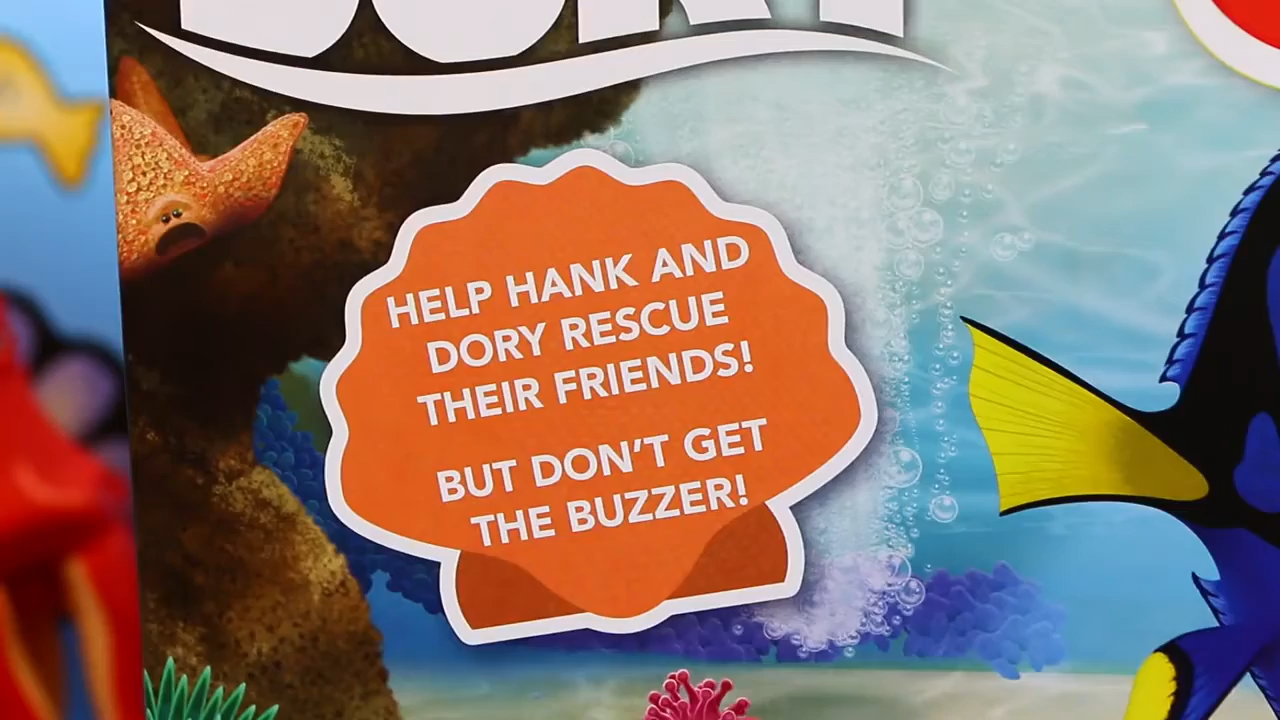 HELP HANK AND
DORY RESCUE
THEIR FRIENDS!
BUT DON'T GET
THE BUZZER!